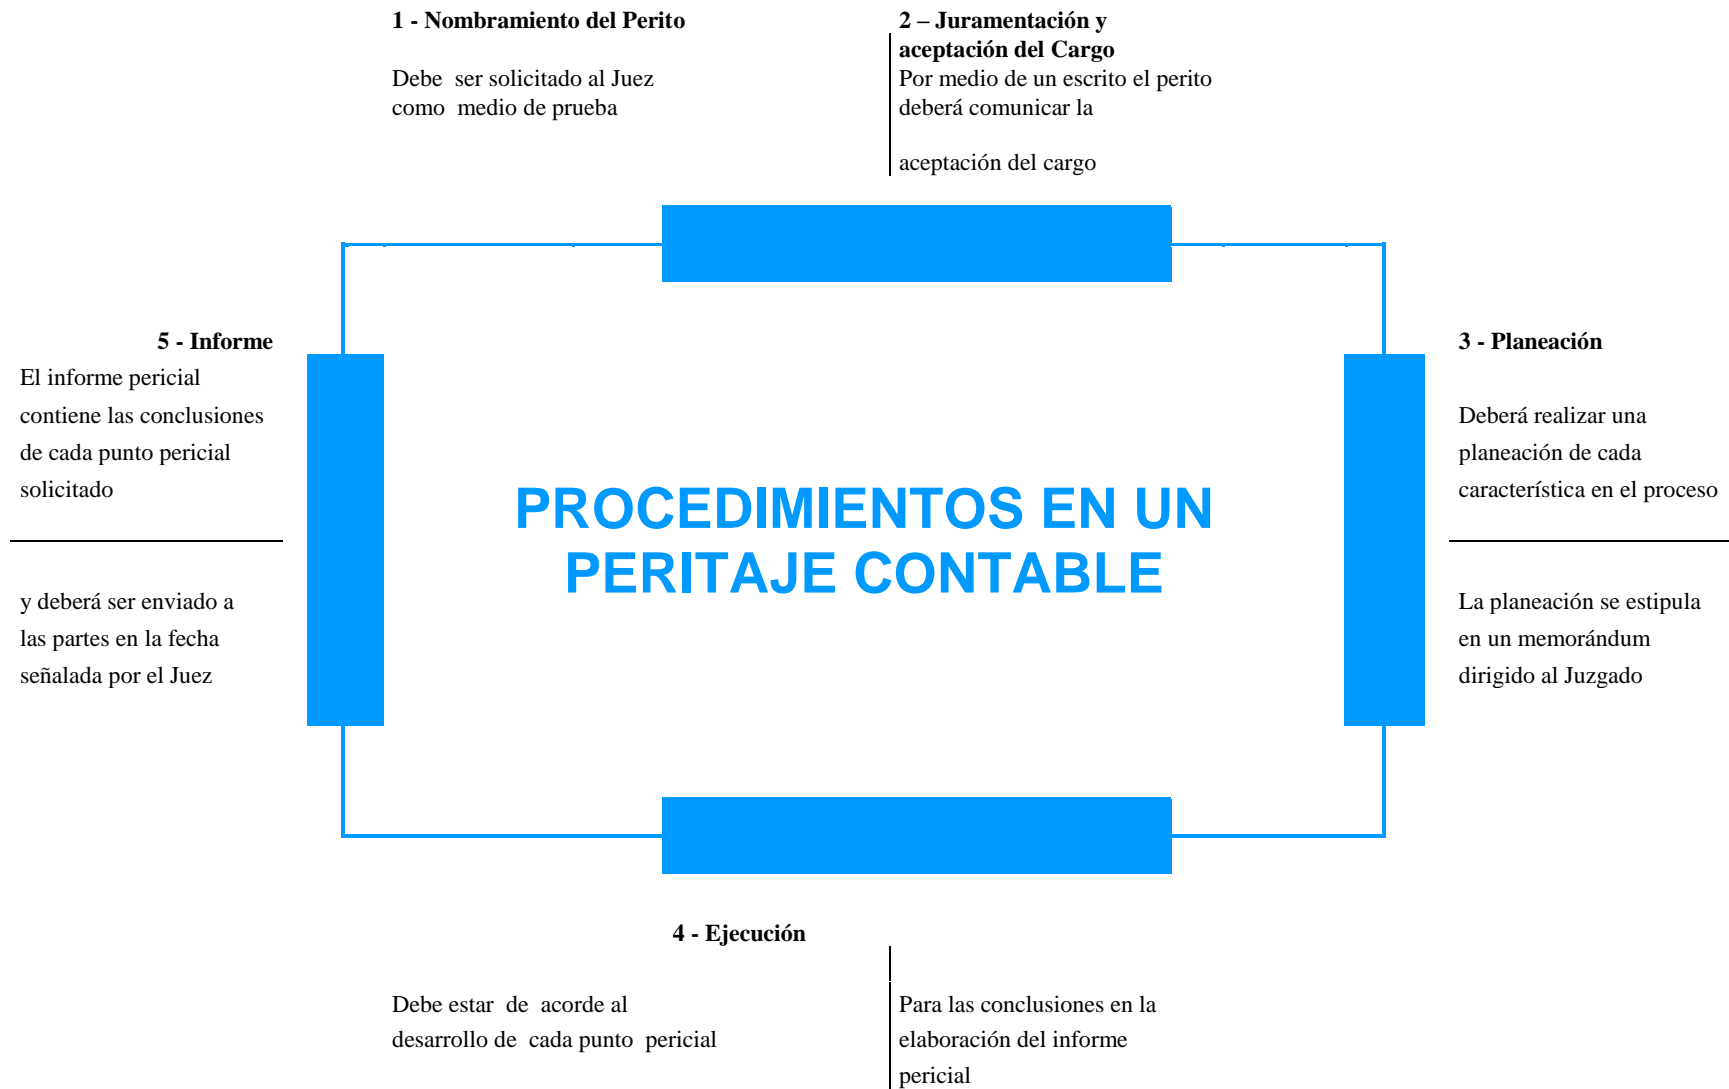 1 - Nombramiento del Perito
Debe ser solicitado al Juez
como medio de prueba
2 – Juramentación y
aceptación del Cargo
Por medio de un escrito el perito
deberá comunicar la
aceptación del cargo
5 - Informe
El informe pericial
contiene las conclusiones
de cada punto pericial
solicitado
y deberá ser enviado a
las partes en la fecha
señalada por el Juez
PROCEDIMIENTOS EN UN
PERITAJE CONTABLE
3 - Planeación
Deberá realizar una
planeación de cada
característica en el proceso
La planeación se estipula
en un memorándum
dirigido al Juzgado
4 - Ejecución
Debe estar de acorde al
desarrollo de cada punto pericial
Para las conclusiones en la
elaboración del informe
pericial